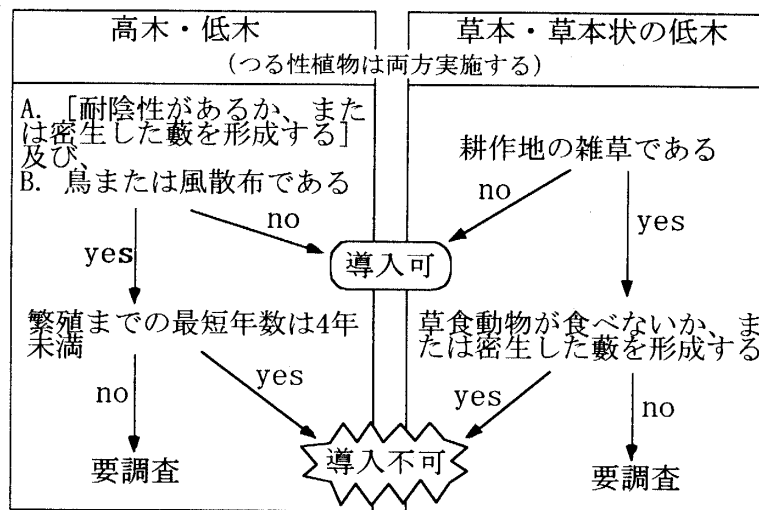 高木・低木
草本・草本状の低木
(つる性植物は両方実施する)
A. [耐陰性があるか、また
は密生した藪を形成する]
及び、
B. 鳥または風散布である
耕作地の雑草である
no
no
yes
yes
導入可
繁殖までの最短年数は4年
未満
草食動物が食べないか、ま
たは密生した藪を形成する
no
yes
yes
no
導入不可
要調査
要調査